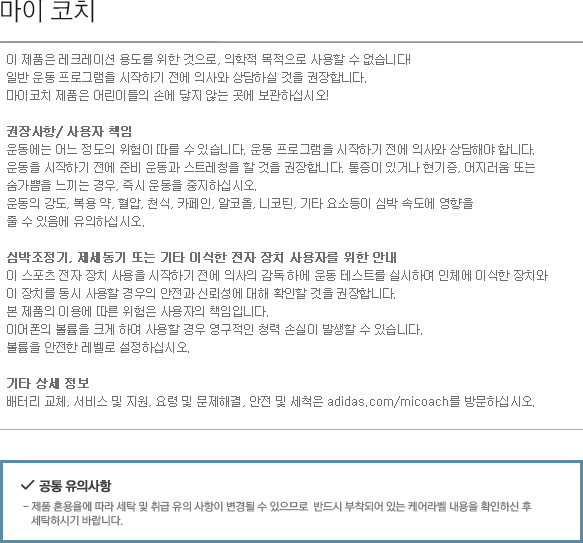 마이 코치
이 제품은 레크레이션 용도를 위한 것으로, 의학적 목적으로 사용할 수 없습니다!
일반 운동 프로그램을 시작하기 전에 의사와 상담하실 것을 권장합니다.
마이코치 제품은 어린이들의 손에 닿지 않는 곳에 보관하십시오!
권장사항/ 사용자 책임
운동에는 어느 정도의 위험이 따를 수 있습니다. 운동 프로그램을 시작하기 전에 의사와 상담해야 합니다.
운동을 시작하기 전에 준비 운동과 스트레칭을 할 것을 권장합니다. 통증이 있거나 현기증, 어지러움 또는
숨가쁨을 느끼는 경우, 즉시 운동을 중지하십시오.
운동의 강도, 복용 약, 혈압, 천식, 카페인, 알코올, 니코틴, 기타 요소등이 심박 속도에 영향을
줄 수 있음에 유의하십시오.
심박조정기, 제세동기 또는 기타 이식한 전자 장치 사용자를 위한 안내
이 스포츠 전자 장치 사용을 시작하기 전에 의사의 감독 하에 운동 테스트를 실시하여 인체에 이식한 장치와
이 장치를 동시 사용할 경우의 안전과 신뢰성에 대해 확인할 것을 권장합니다.
본 제품의 이용에 따른 위험은 사용자의 책임입니다.
이어폰의 볼륨을 크게 하여 사용할 경우 영구적인 청력 손실이 발생할 수 있습니다.
볼륨을 안전한 레벨로 설정하십시오.
기타 상세 정보
배터리 교체, 서비스 및 지원, 요령 및 문제해결, 안전 및 세척은 adidas.com/micoach를 방문하십시오.
✓ 공통 유의사항
- 제품 혼용율에 따라 세탁 및 취급 유의 사항이 변경될 수 있으므로 반드시 부착되어 있는 케어라벨 내용을 확인하신 후
세탁하시기 바랍니다.